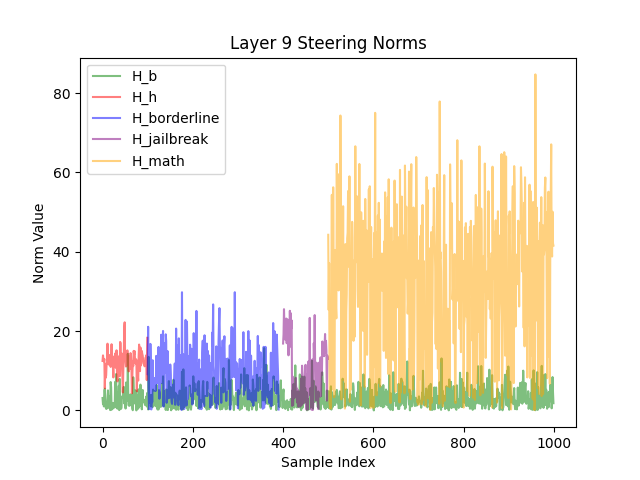 Layer 9 Steering Norms
H_b
H_h
H_borderline
H_jailbreak
H_math
Norm Value
80
60
40
20
0
0 200 400 600 800 1000
Sample Index